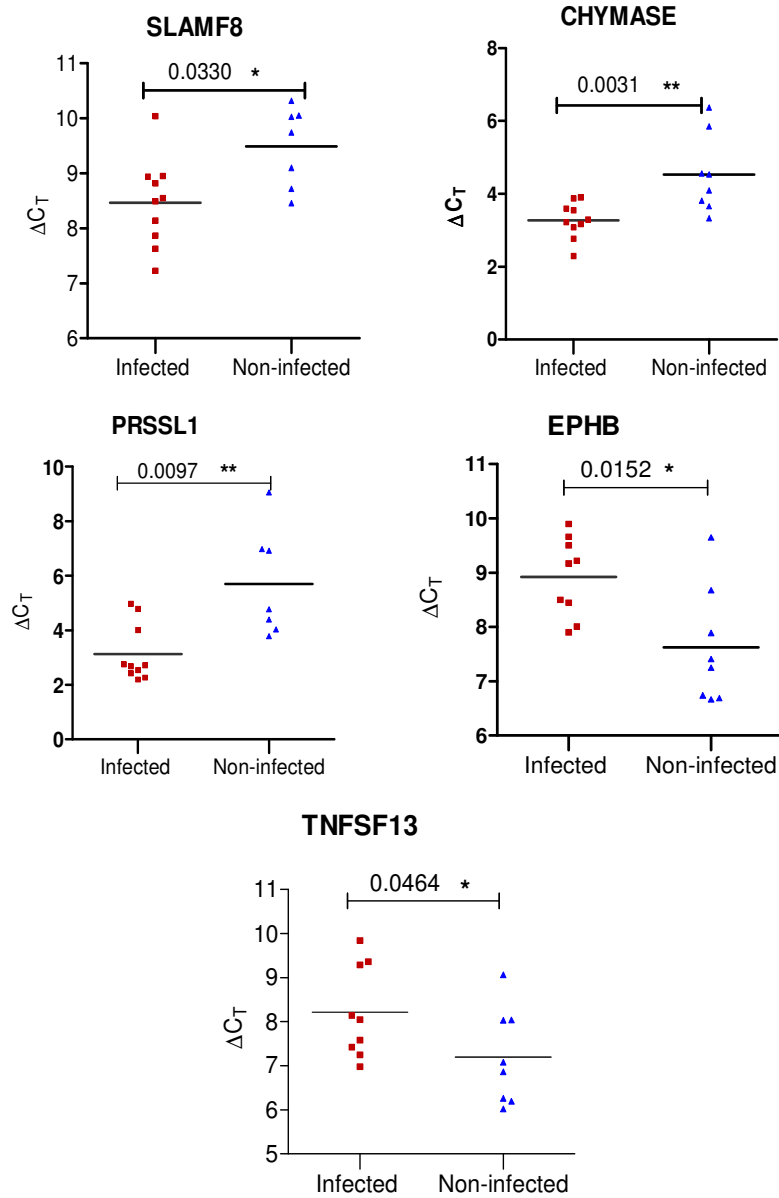 SLAMF8
0.0330 *
11
10
9
8
7
6
ΔCT
Infected Non-infected
CHYMASE
0.0031 **
8
6
4
2
0
ΔCT
Infected Non-infected
PRSSL1
0.0097 **
10
8
6
4
2
0
ΔCT
Infected Non-infected
EPHB
0.0152 *
11
10
9
8
7
6
ΔCT
Infected Non-infected
TNFSF13
0.0464 *
11
10
9
8
7
6
5
ΔCT
Infected Non-infected